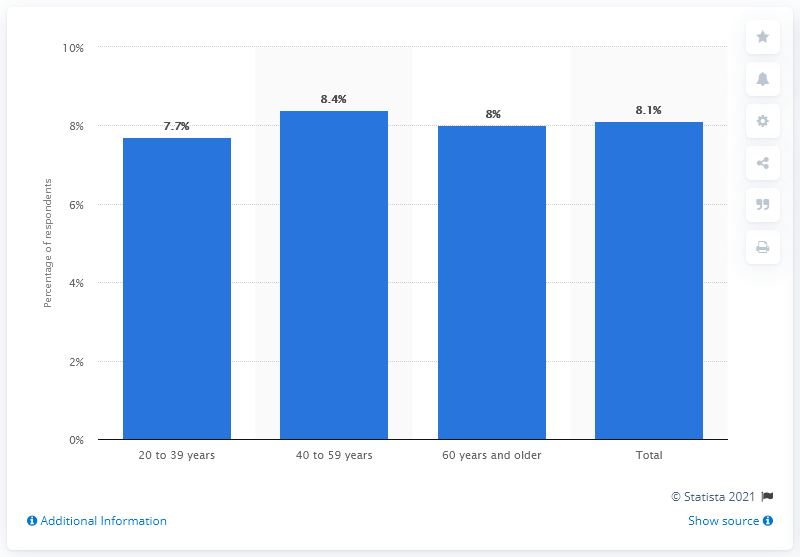 10%
8%
6%
4%
2%
0%
Percentage of respondents
7.7%
8.4%
8%
8.1%
20 to 39 years
40 to 59 years
60 years and older
Total
© Statista 2021
Additional Information
Show source